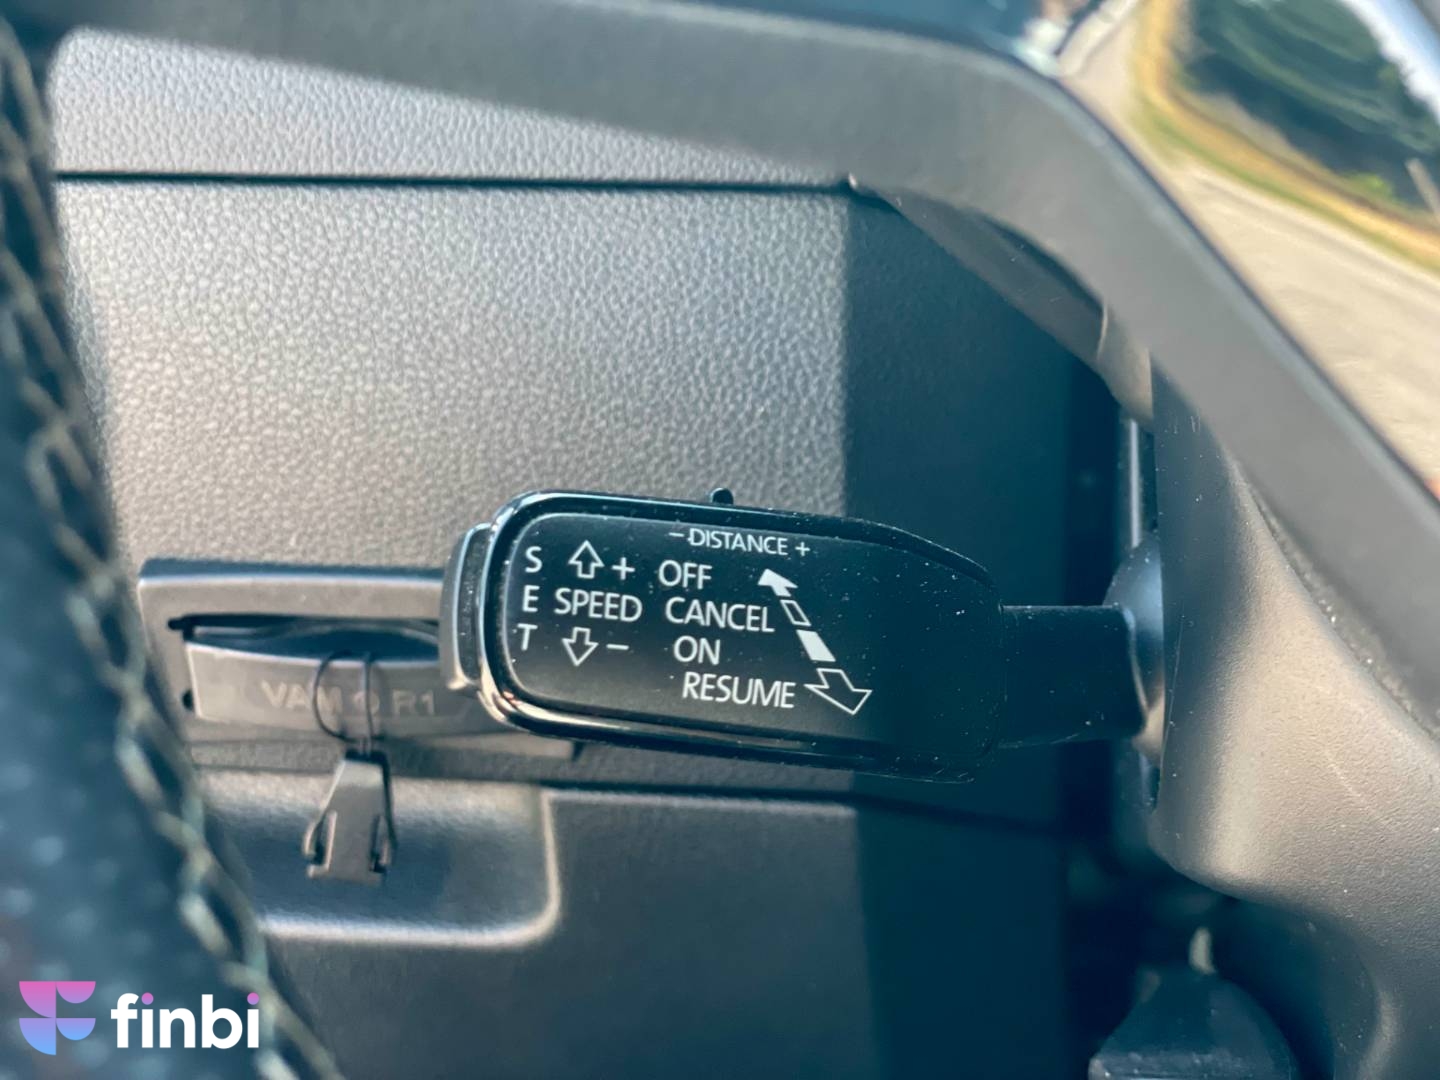 − DISTANCE +
S + OFF
E SPEED CANCEL
T − ON
RESUME
finbi